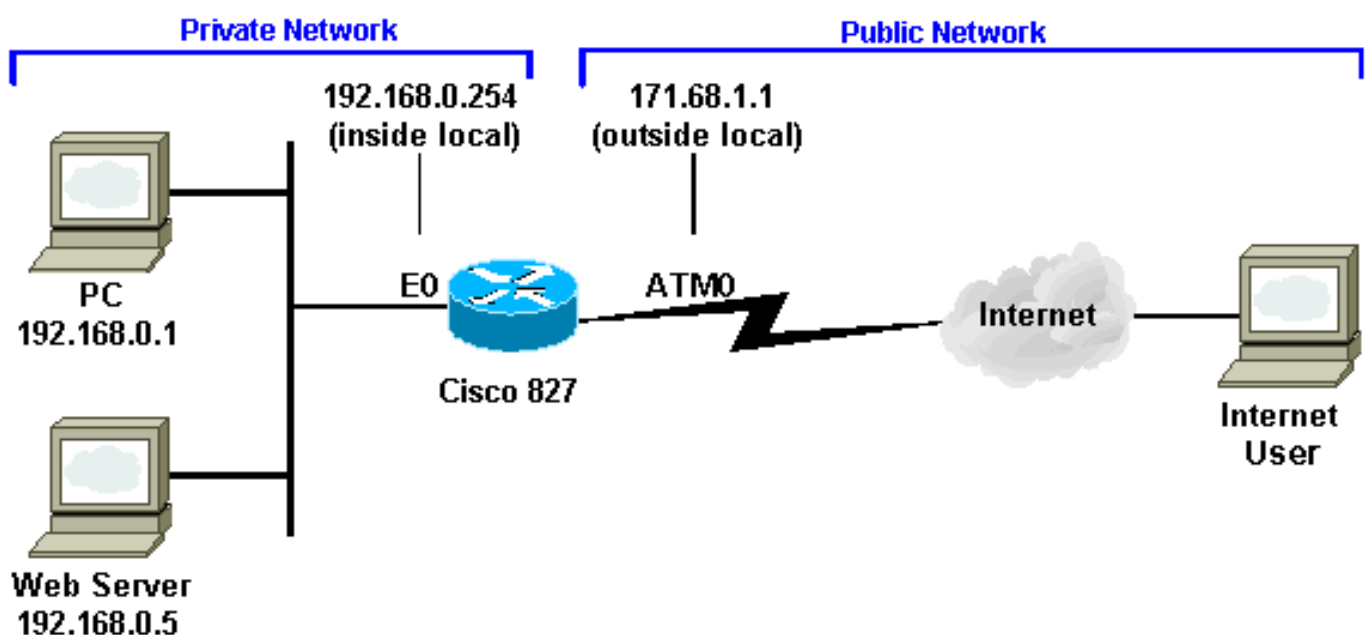 Private Network
Public Network
192.168.0.254
(inside local)
171.68.1.1
(outside local)
PC
192.168.0.1
E0
ATM0
Cisco 827
Internet
Internet
User
Web Server
192.168.0.5